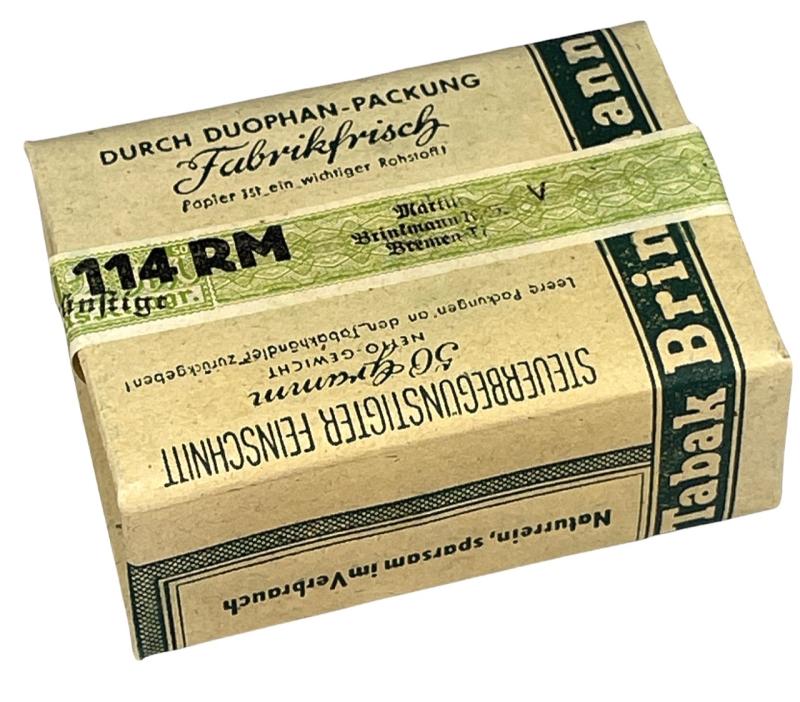 DURCH DUOPHAN-PACKUNG
Fabrikfrisch
Papier ist ein wichtiger Rohstoff!
114 RM
Brinkmann
Bremen
V
Leere Packungen an den Tabakhändler zurückgeben!
NETTO-GEWICHT
50 Gramm
STEUERBEGÜNSTIGTER FEINSCHNITT
Naturrein, sparsam im Verbrauch
Tabak Brin
ann